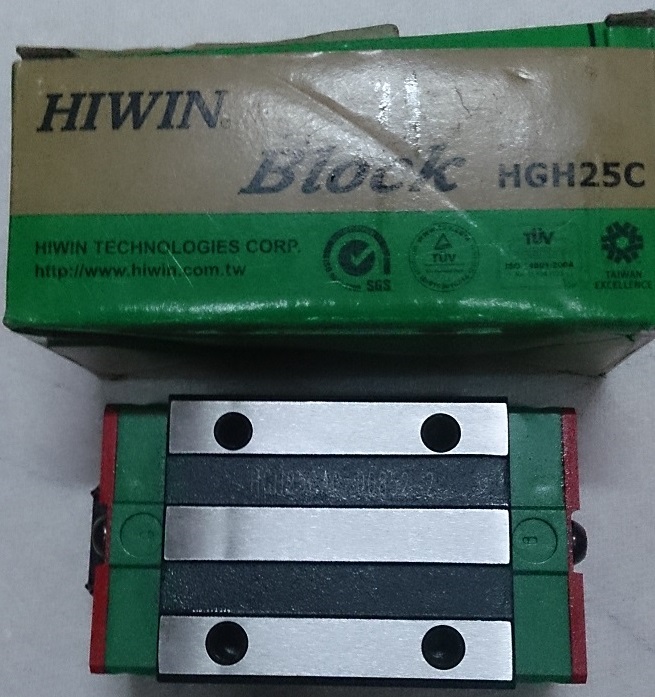 HIWIN
Block HGH25C
HIWIN TECHNOLOGIES CORP.
http://www.hiwin.com.tw
SGS
TÜV
TÜV
TAIWAN
EXCELLENCE